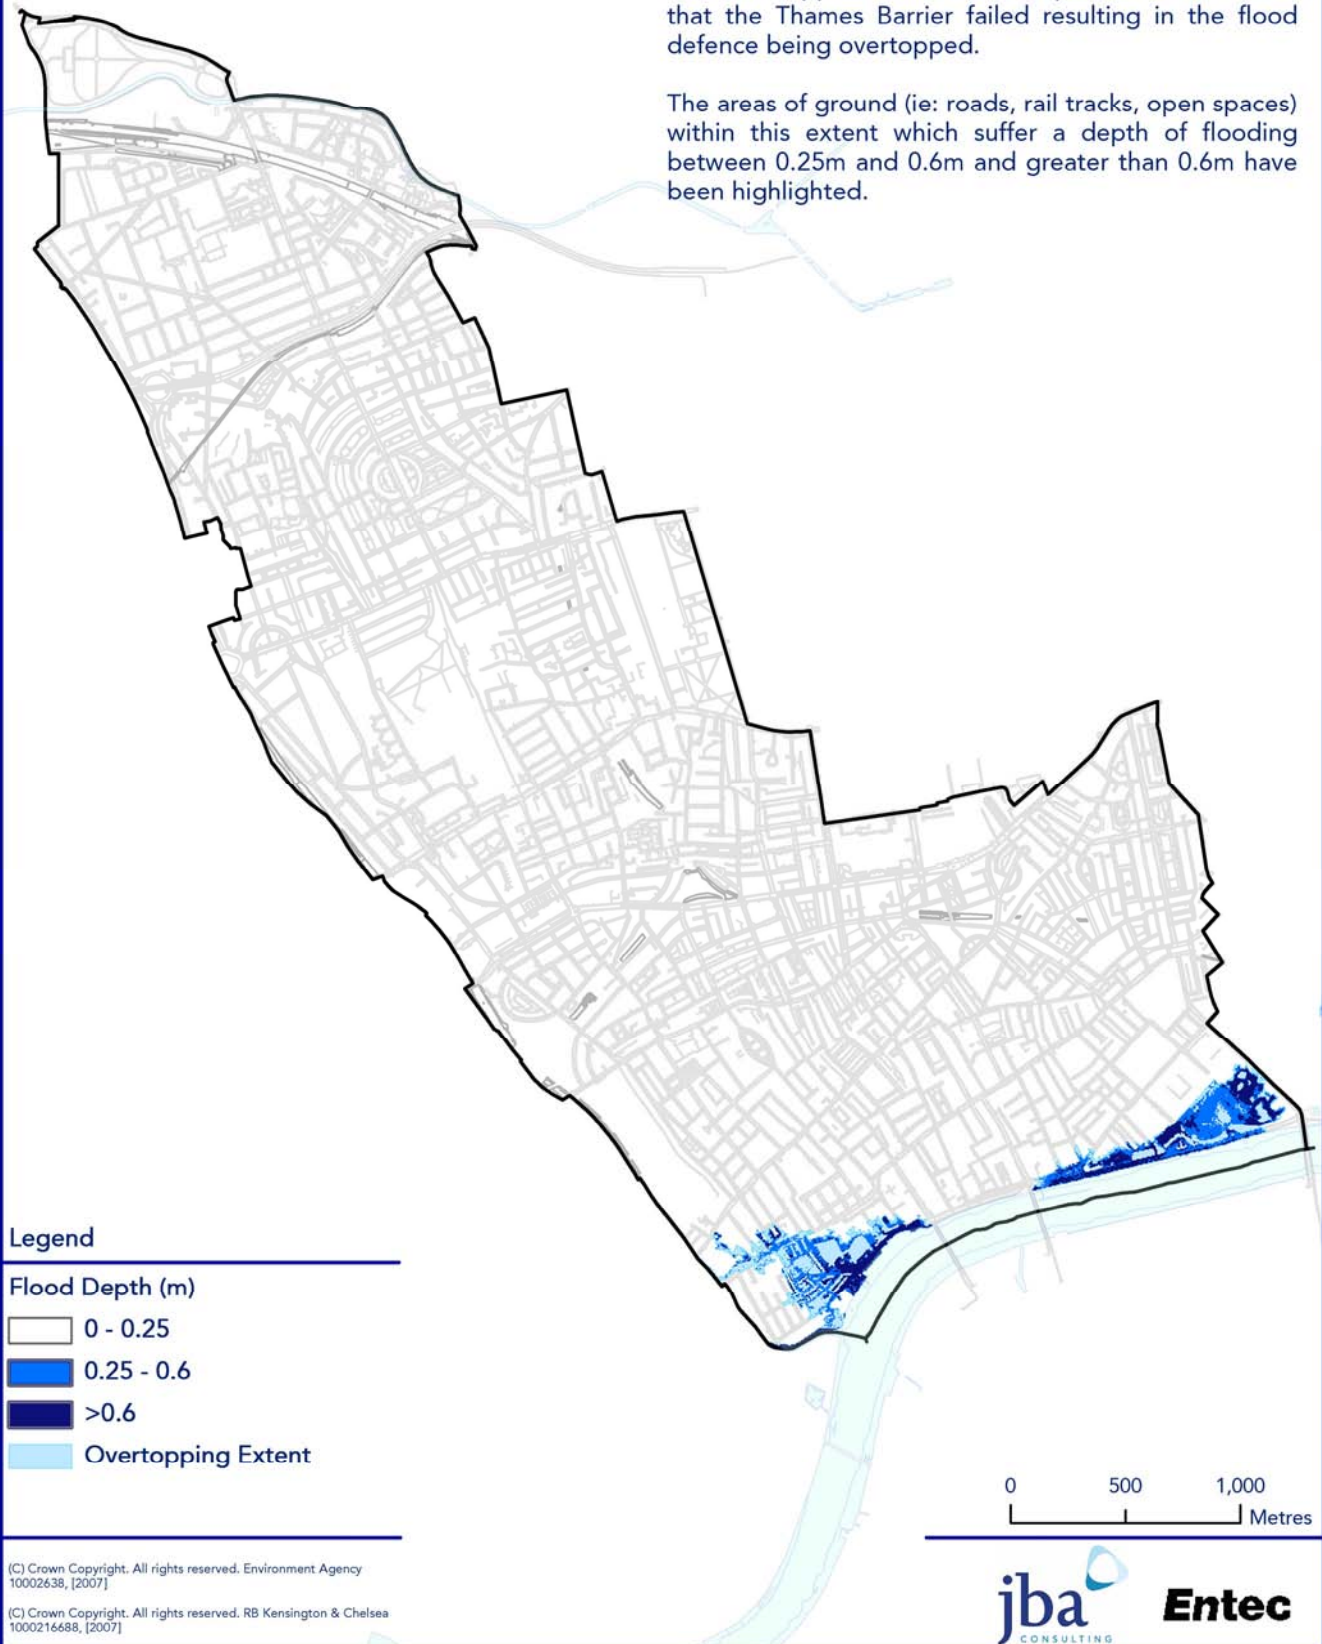 that the Thames Barrier failed resulting in the flood
defence being overtopped.
The areas of ground (ie: roads, rail tracks, open spaces)
within this extent which suffer a depth of flooding
between 0.25m and 0.6m and greater than 0.6m have
been highlighted.
Legend
Flood Depth (m)
0 - 0.25
0.25 - 0.6
>0.6
Overtopping Extent
0 500 1,000
Metres
(C) Crown Copyright. All rights reserved. Environment Agency
10002638, [2007]
(C) Crown Copyright. All rights reserved. RB Kensington & Chelsea
1000216688, [2007]
jba
CONSULTING
Entec